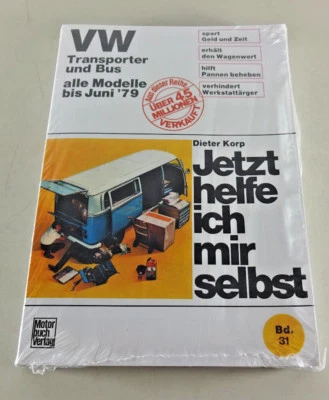 VW
Transporter
und Bus
alle Modelle
bis Juni '79
spart
Geld und Zeit
erhält
den Wagenwert
hilft
Pannen beheben
verhindert
Werkstattärger
Aus dieser Reihe
ÜBER 45
MILLIONEN
VERKAUFT
Dieter Korp
Jetzt
helfe
ich
mir
selbst
Motor
buch
Verlag
Bd.
31